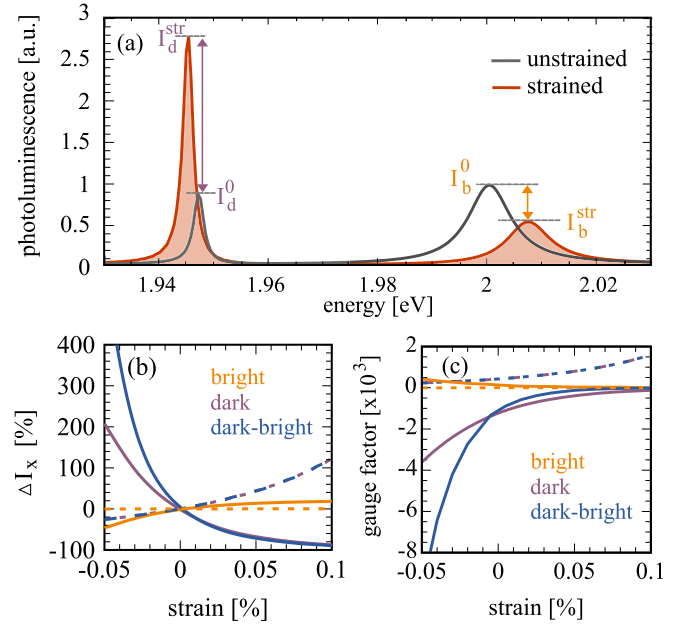 (a)
I_d^str
I_d^0
I_b^0
I_b^str
unstrained
strained
photoluminescence [a.u.]
3
2.5
2
1.5
1
0.5
0
1.94
1.96
1.98
2
2.02
energy [eV]
(b)
bright
dark
dark-bright
ΔI_x [%]
400
300
200
100
0
-100
-0.05
0
0.05
0.1
strain [%]
(c)
bright
dark
dark-bright
gauge factor [x10^3]
2
0
-2
-4
-6
-8
-0.05
0
0.05
0.1
strain [%]